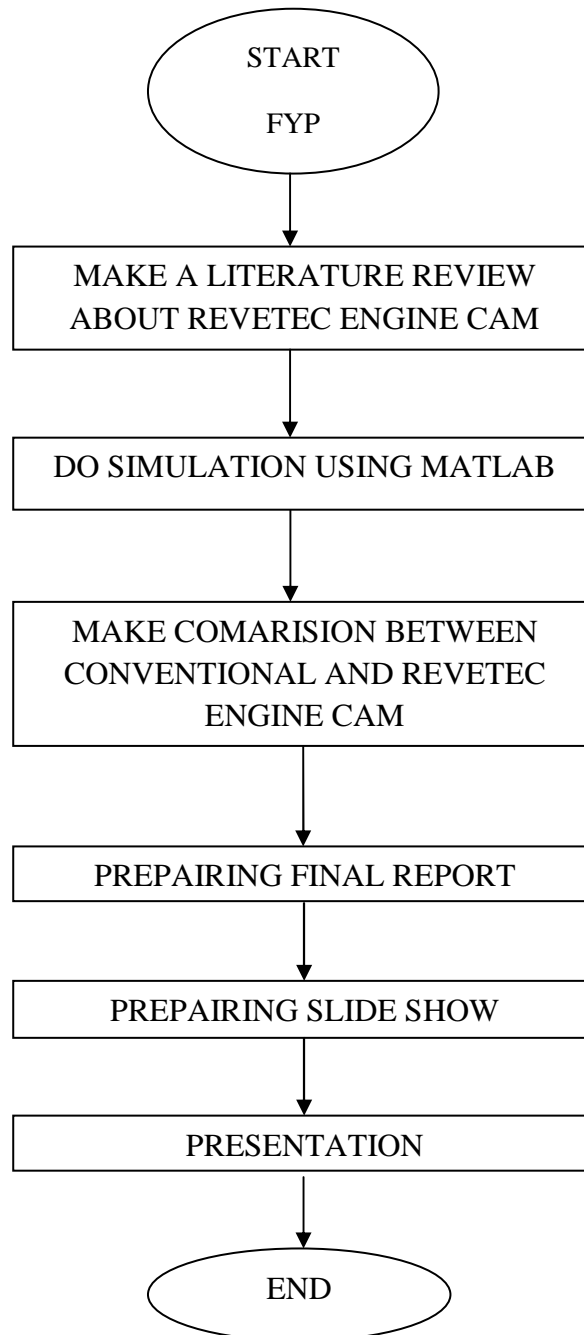 START
FYP
MAKE A LITERATURE REVIEW
ABOUT REVETEC ENGINE CAM
DO SIMULATION USING MATLAB
MAKE COMARISION BETWEEN
CONVENTIONAL AND REVETEC
ENGINE CAM
PREPAIRING FINAL REPORT
PREPAIRING SLIDE SHOW
PRESENTATION
END